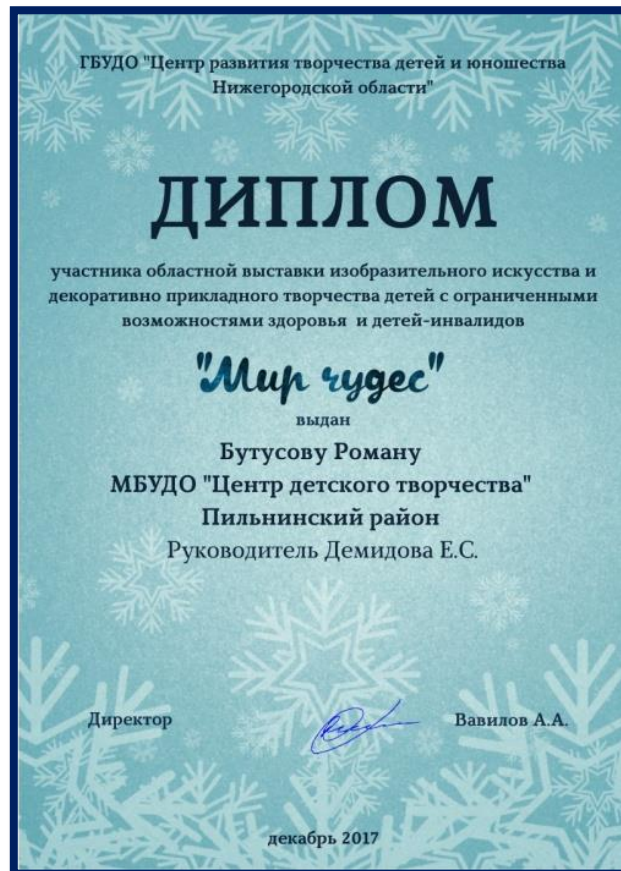 ГБУДО "Центр развития творчества детей и юношества
Нижегородской области"
ДИПЛОМ
участника областной выставки изобразительного искусства и
декоративно прикладного творчества детей с ограниченными
возможностями здоровья и детей-инвалидов
"Мир чудес"
выдан
Бутусову Роману
МБУДО "Центр детского творчества"
Пильнинский район
Руководитель Демидова Е.С.
Директор Вавилов А.А.
декабрь 2017